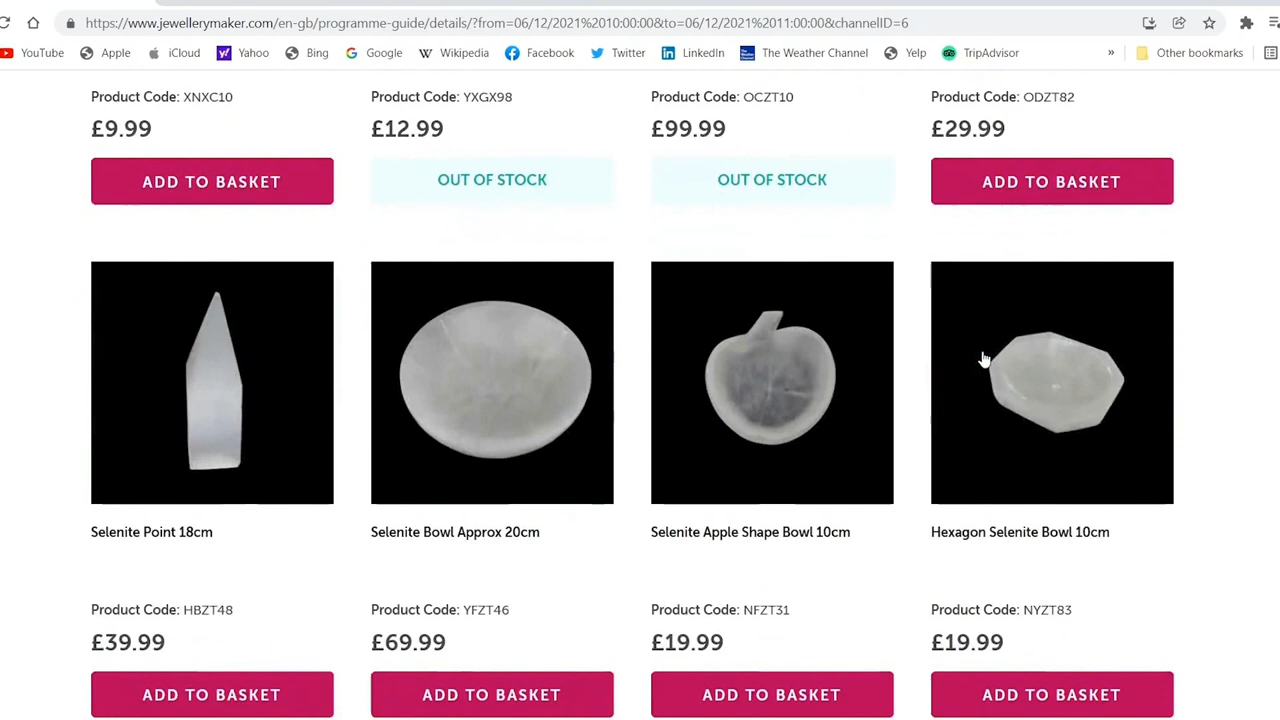 https://www.jewellerymaker.com/en-gb/programme-guide/details/?from=06/12/2021%2010:00:00&to=06/12/2021%2011:00:00&channelID=6
YouTube Apple iCloud Yahoo Bing Google Wikipedia Facebook Twitter LinkedIn The Weather Channel Yelp TripAdvisor » Other bookmarks
Product Code: XNXC10 Product Code: YXGX98 Product Code: OCZT10 Product Code: ODZT82
£9.99 £12.99 £99.99 £29.99
ADD TO BASKET OUT OF STOCK OUT OF STOCK ADD TO BASKET
Selenite Point 18cm Selenite Bowl Approx 20cm Selenite Apple Shape Bowl 10cm Hexagon Selenite Bowl 10cm
Product Code: HBZT48 Product Code: YFZT46 Product Code: NFZT31 Product Code: NYZT83
£39.99 £69.99 £19.99 £19.99
ADD TO BASKET ADD TO BASKET ADD TO BASKET ADD TO BASKET